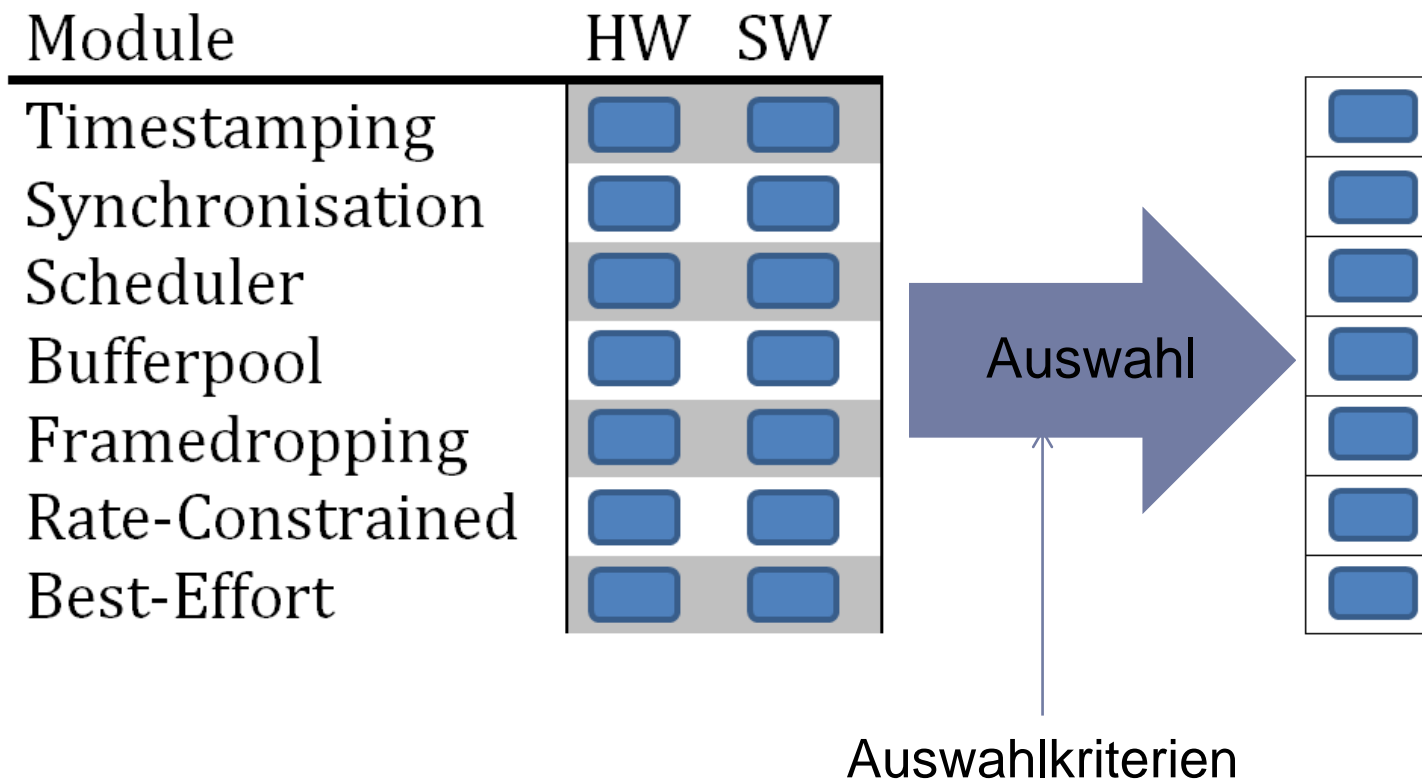 Module HW SW
Timestamping
Synchronisation
Scheduler
Bufferpool
Framedropping
Rate-Constrained
Best-Effort
Auswahl
Auswahlkriterien